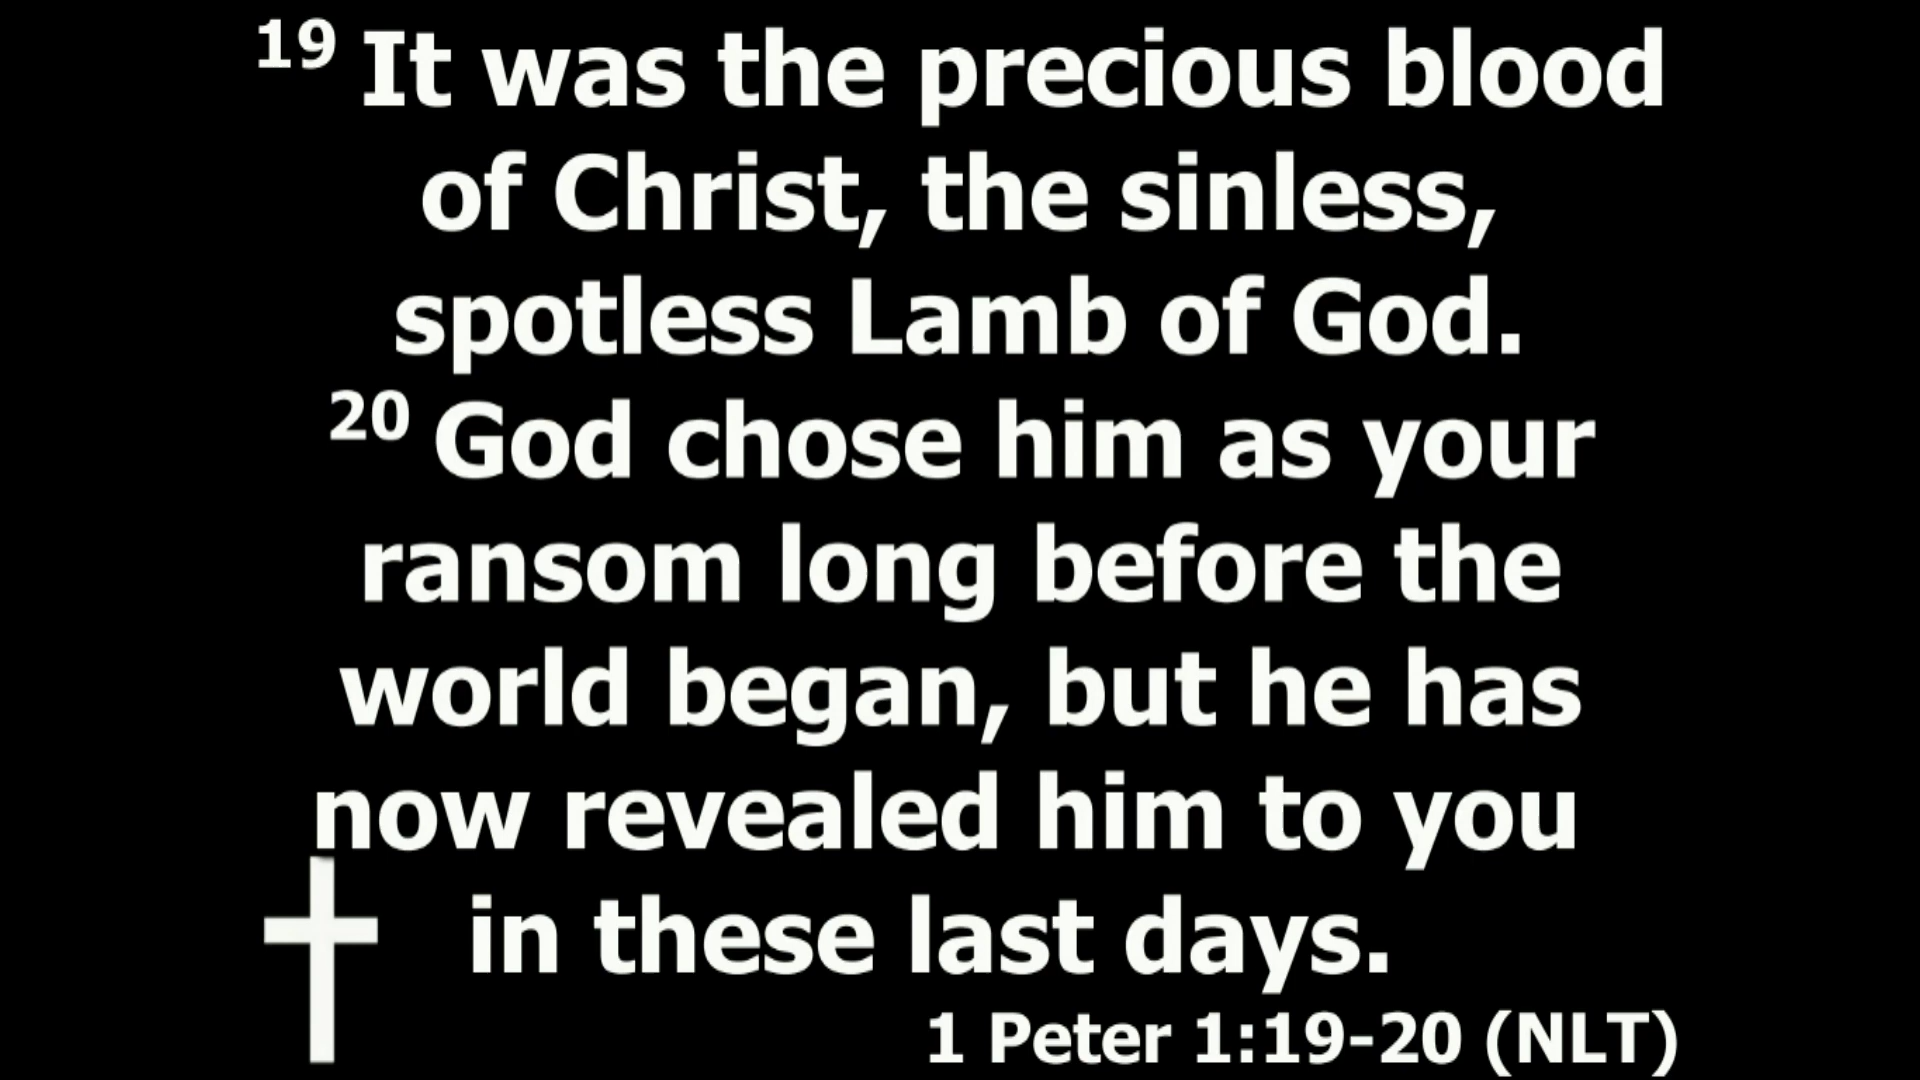 19 It was the precious blood
of Christ, the sinless,
spotless Lamb of God.
20 God chose him as your
ransom long before the
world began, but he has
now revealed him to you
in these last days.
1 Peter 1:19-20 (NLT)